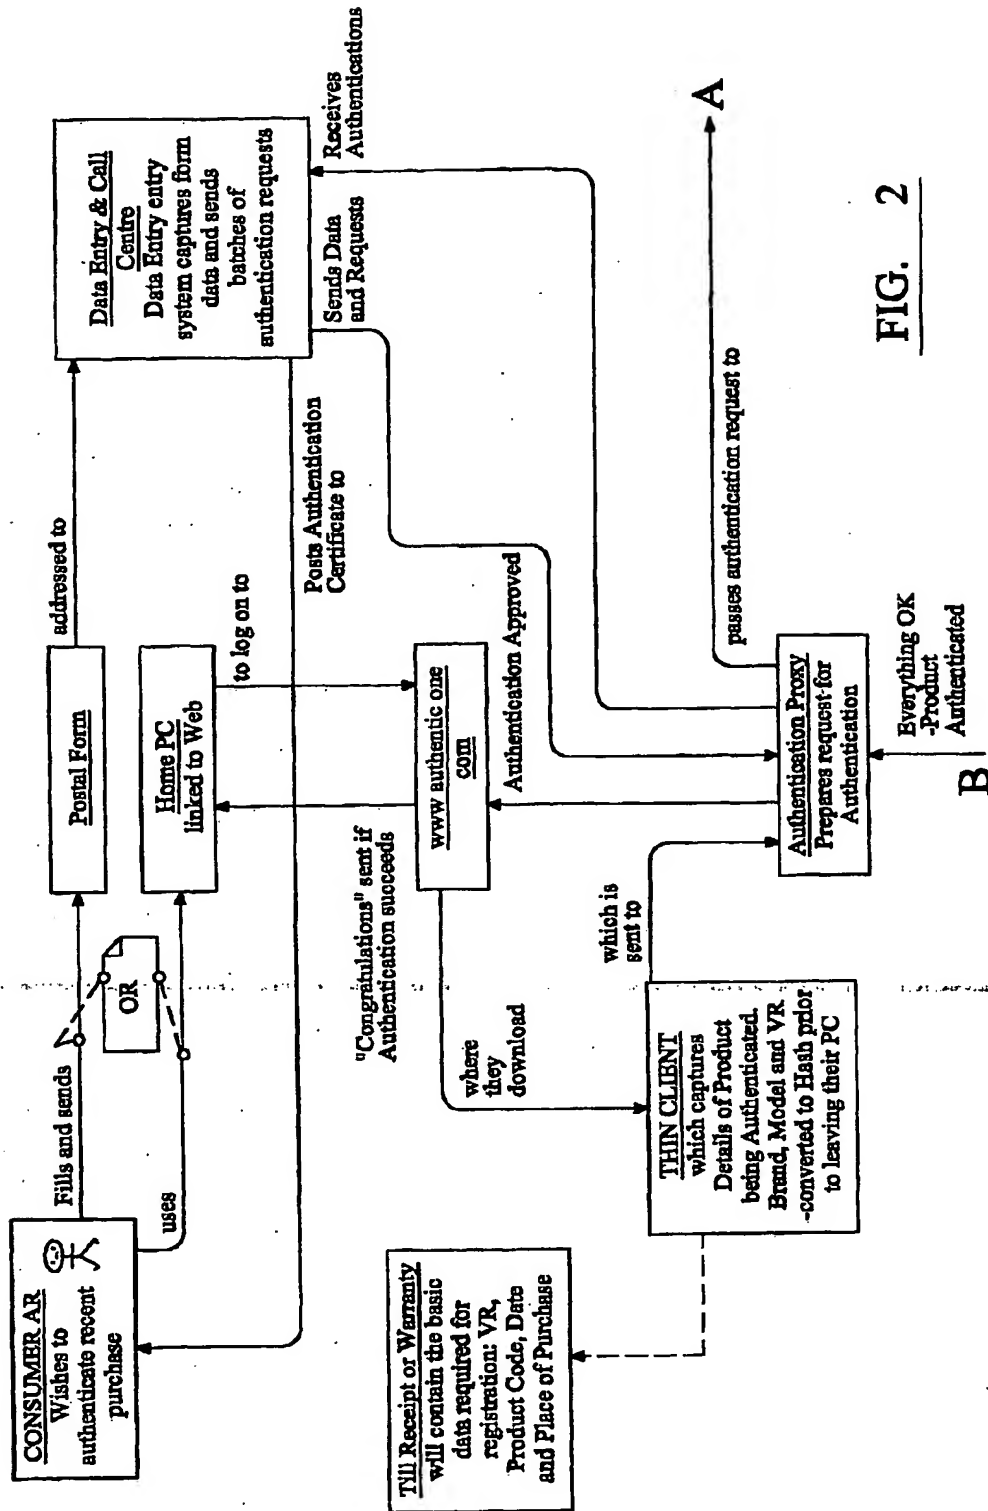 CONSUMER AR
Wishes to
authenticate recent
purchase
Fills and sends
uses
OR
Postal Form
addressed to
Home PC
linked to Web
to log on to
Data Entry & Call
Centre
Data Entry entry
system captures form
data and sends
batches of
authentication requests
Receives
Authentications
Sends Data
and Requests
Posts Authentication
Certificate to
"Congratulations" sent if
Authentication succeeds
www authentic one
com
Authentication Approved
where
they
download
Till Receipt or Warranty
will contain the basic
data required for
registration: VR,
Product Code, Date
and Place of Purchase
THIN CLIENT
which captures
Details of Product
being Authenticated.
Brand, Model and VR
-converted to Hash prior
to leaving their PC
which is
sent to
Authentication Proxy
Prepares request-for
Authentication
passes authentication request to
A
Everything OK
-Product
Authenticated
B
FIG. 2